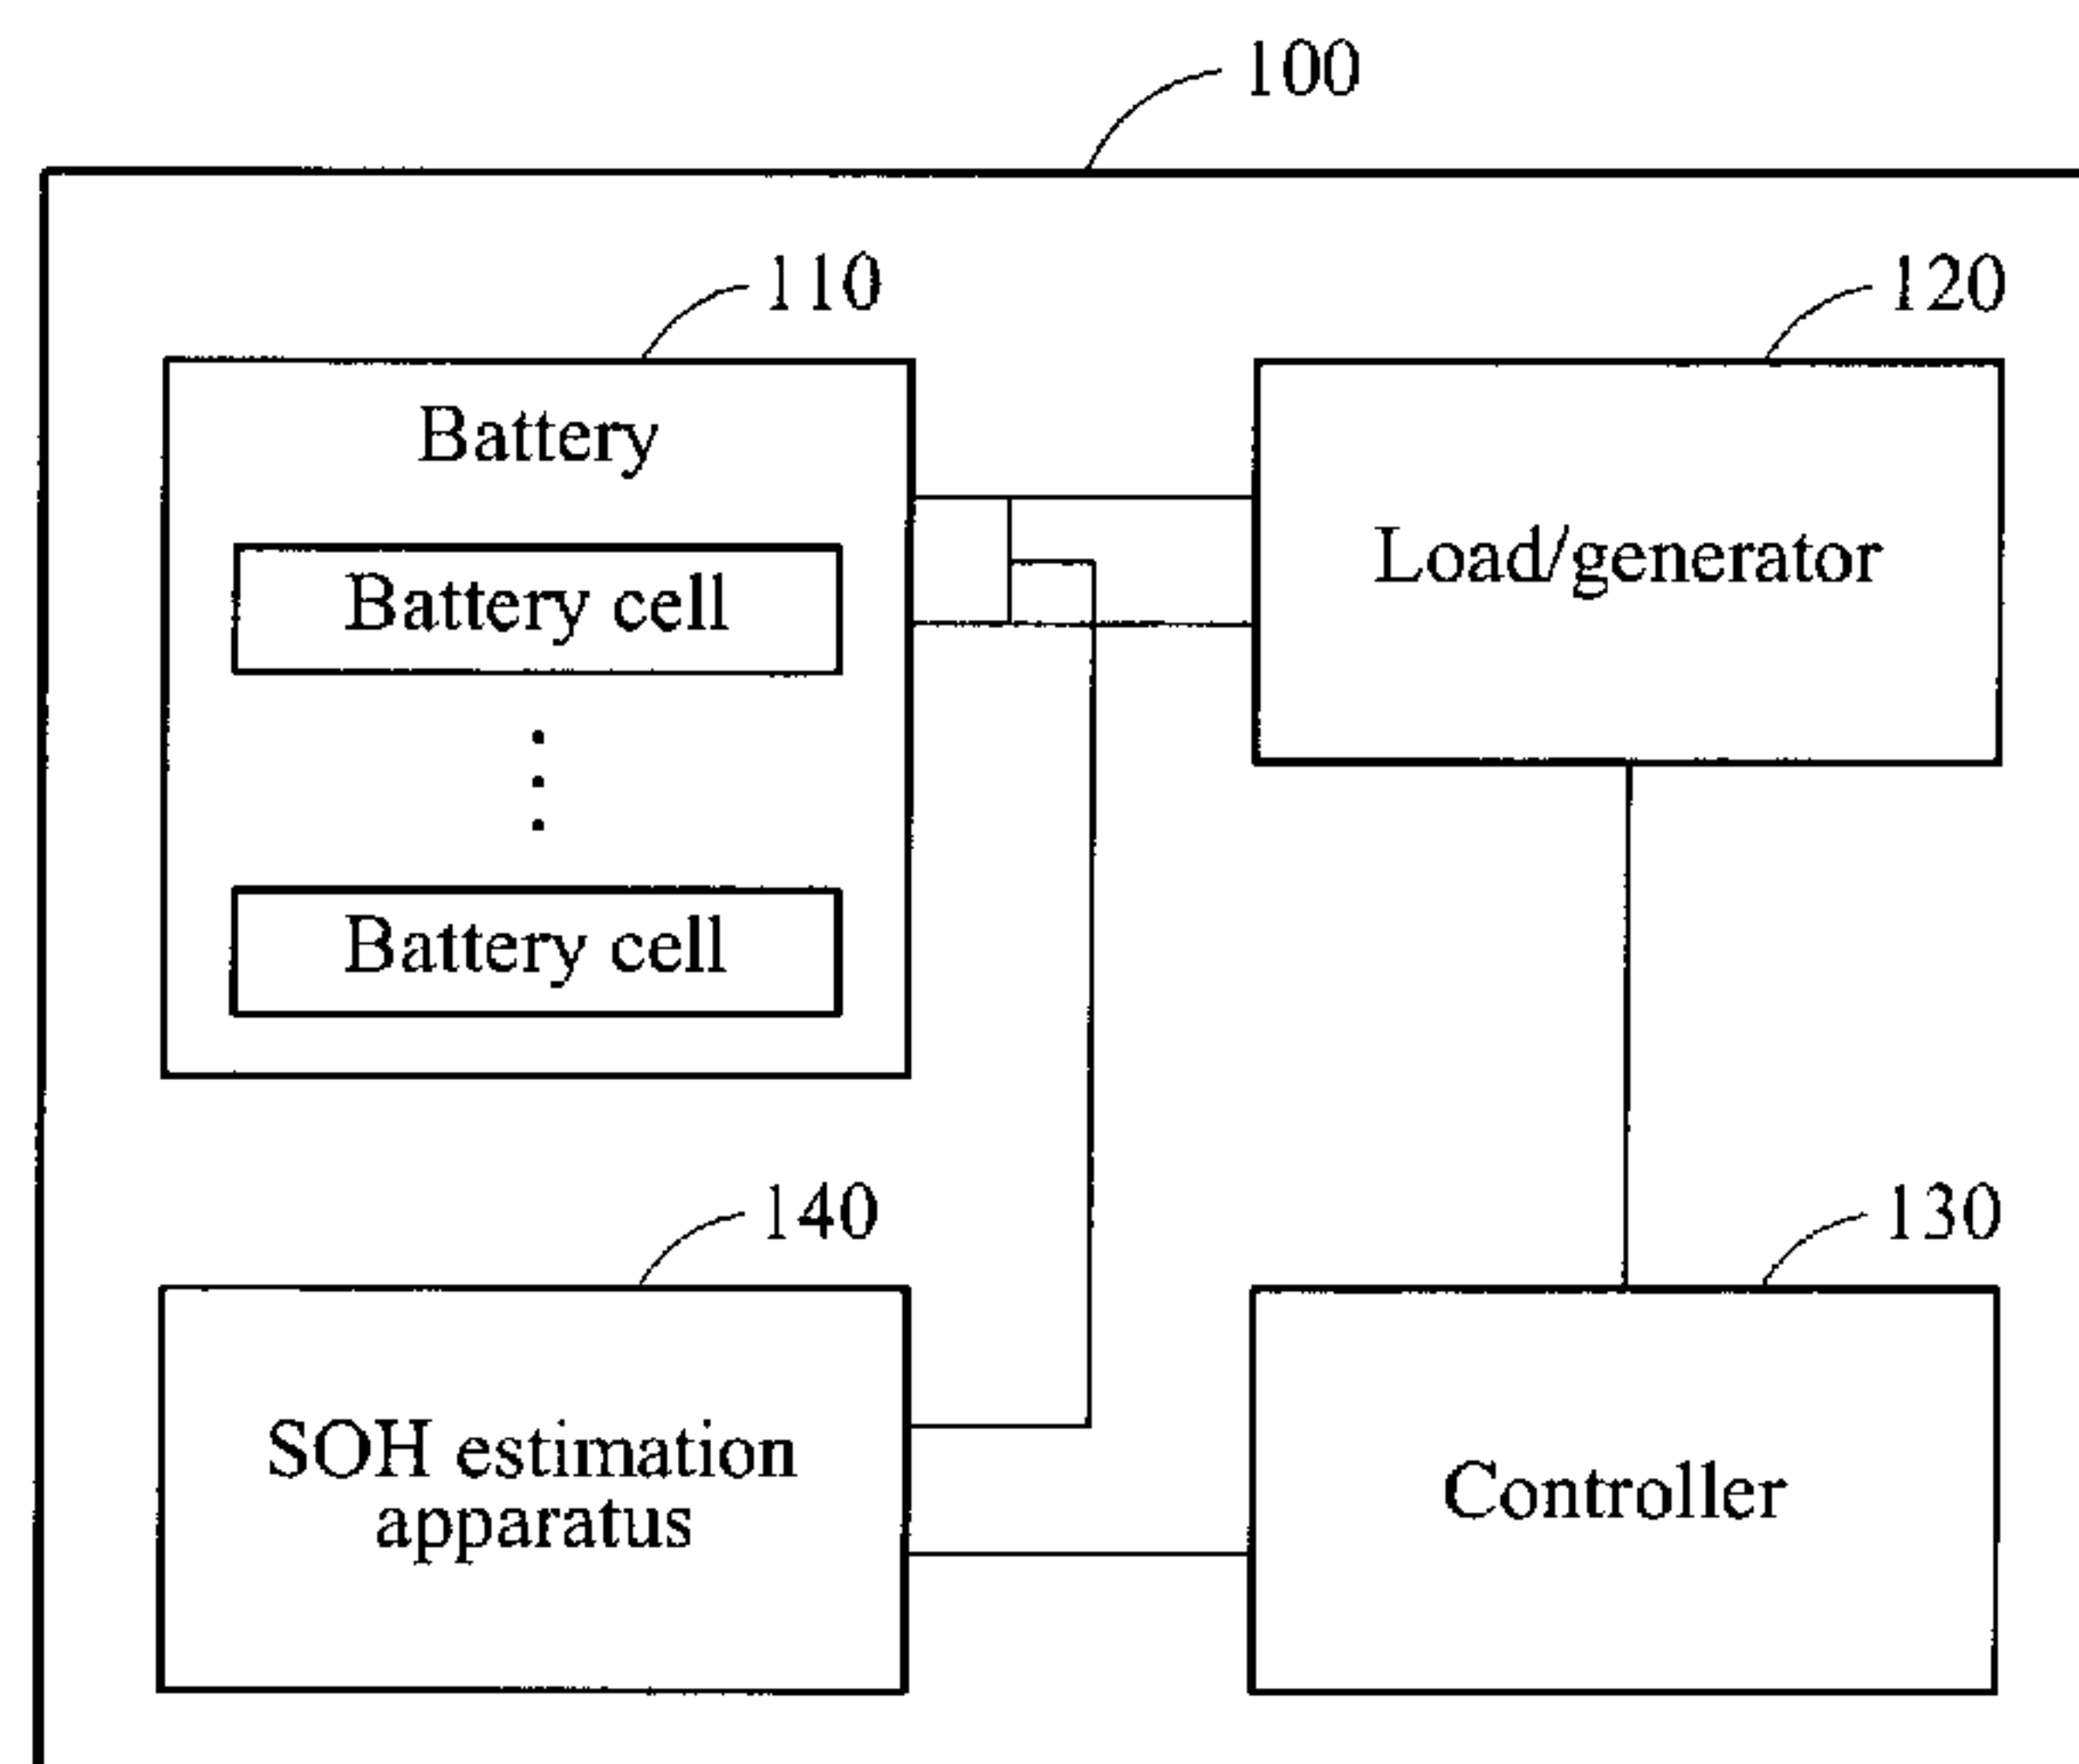 100
110
120
Battery
Load/generator
Battery cell
Battery cell
140
130
SOH estimation
apparatus
Controller